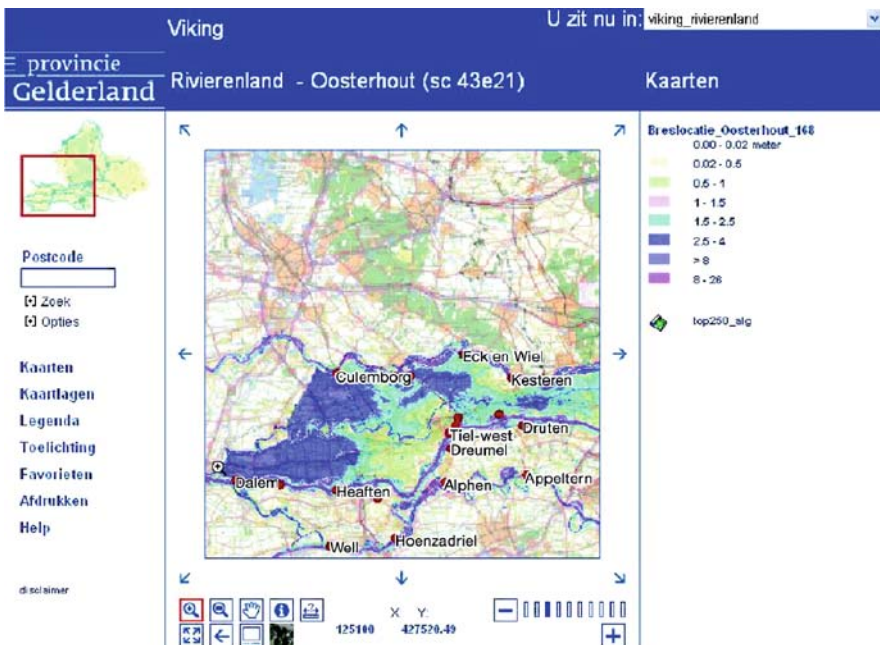 Viking
U zit nu in: viking_rivierenland
provincie
Gelderland
Rivierenland - Oosterhout (sc 43e21)
Kaarten
Postcode
[•] Zoek
[•] Opties
Kaarten
Kaartlagen
Legenda
Toelichting
Favorieten
Afdrukken
Help
disclaimer
Eck en Wiel
Culemborg
Kesteren
Tiel-west
Druten
Dreumel
Dalem
Heaften
Alphen
Appeltern
Well
Hoenzadriel
X: Y:
125100 427520.49
Breslocatie_Oosterhout_168
0.00 - 0.02 meter
0.02 - 0.5
0.5 - 1
1 - 1.5
1.5 - 2.5
2.5 - 4
> 8
8 - 26
top250_alg